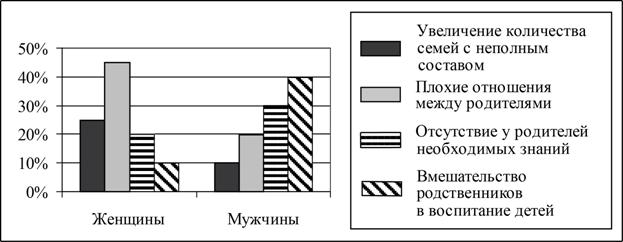 50%
40%
30%
20%
10%
0%
Женщины
Мужчины
Увеличение количества
семей с неполным
составом
Плохие отношения
между родителями
Отсутствие у родителей
необходимых знаний
Вмешательство
родственников
в воспитание детей